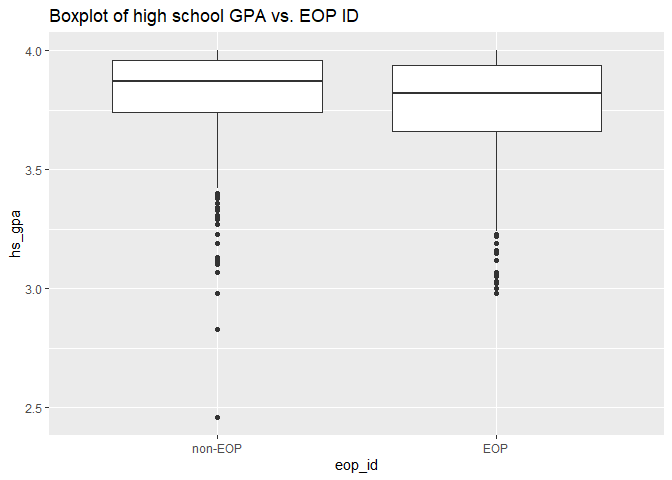 Boxplot of high school GPA vs. EOP ID
4.0
3.5
3.0
2.5
hs_gpa
non-EOP
EOP
eop_id